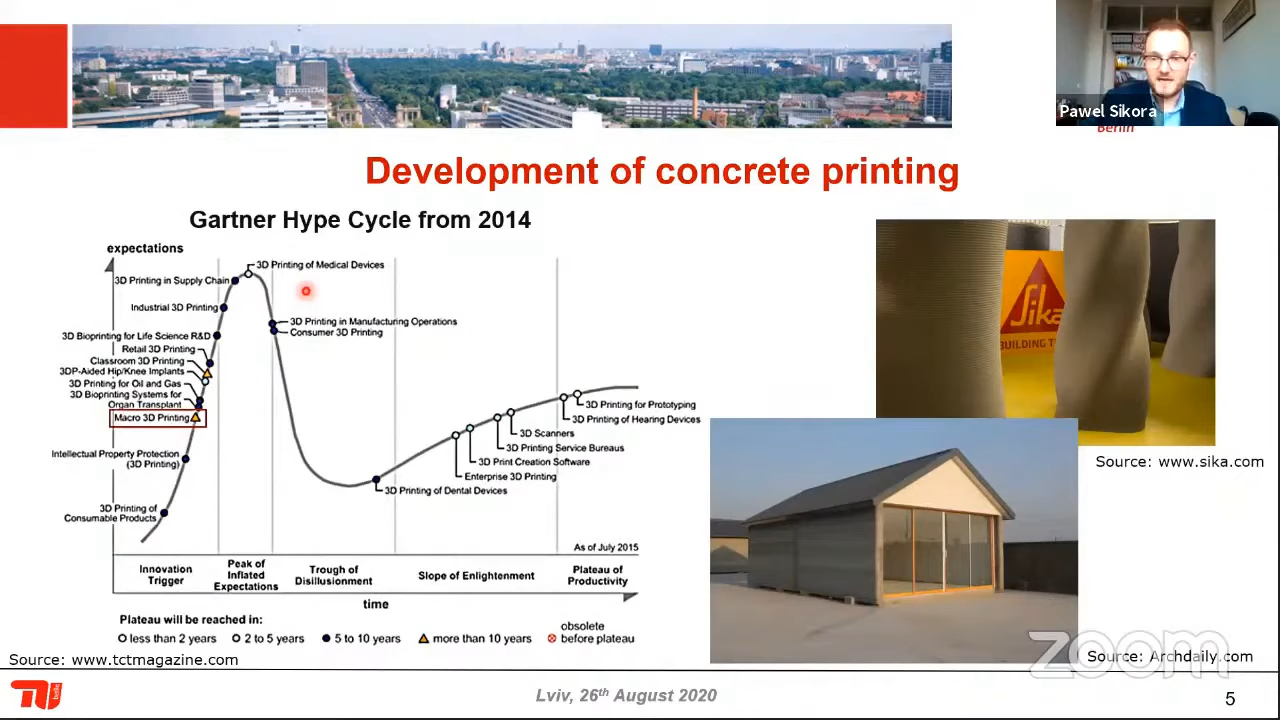 Pawel Sikora
Berlin
Development of concrete printing
Gartner Hype Cycle from 2014
expectations
3D Printing of Medical Devices
3D Printing in Supply Chain
Industrial 3D Printing
3D Printing in Manufacturing Operations
Consumer 3D Printing
3D Bioprinting for Life Science R&D
Retail 3D Printing
Classroom 3D Printing
3DP-Aided Hip/Knee Implants
3D Printing for Oil and Gas
3D Bioprinting Systems for
Organ Transplant
Macro 3D Printing
Intellectual Property Protection
(3D Printing)
3D Printing of
Consumable Products
3D Printing for Prototyping
3D Printing of Hearing Devices
3D Scanners
3D Printing Service Bureaus
3D Print Creation Software
Enterprise 3D Printing
3D Printing of Dental Devices
As of July 2015
Innovation
Trigger
Peak of
Inflated
Expectations
Trough of
Disillusionment
Slope of Enlightenment
Plateau of
Productivity
time
Plateau will be reached in:
less than 2 years
2 to 5 years
5 to 10 years
more than 10 years
obsolete
before plateau
Source: www.tctmagazine.com
Sika
BUILDING T
Source: www.sika.com
zoom
Source: Archdaily.com
TU
berlin
Lviv, 26th August 2020
5